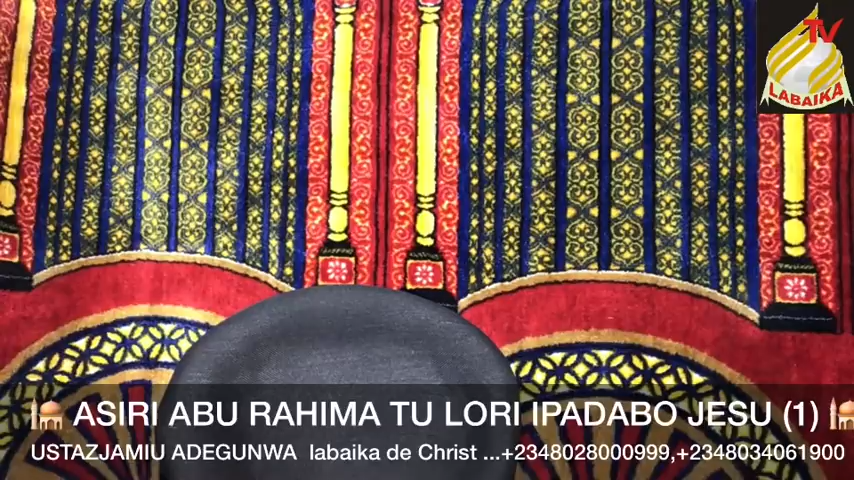 TV
LABAIKA
🕌 ASIRI ABU RAHIMA TU LORI IPADABO JESU (1) 🕌
USTAZJAMIU ADEGUNWA labaika de Christ ...+2348028000999,+2348034061900